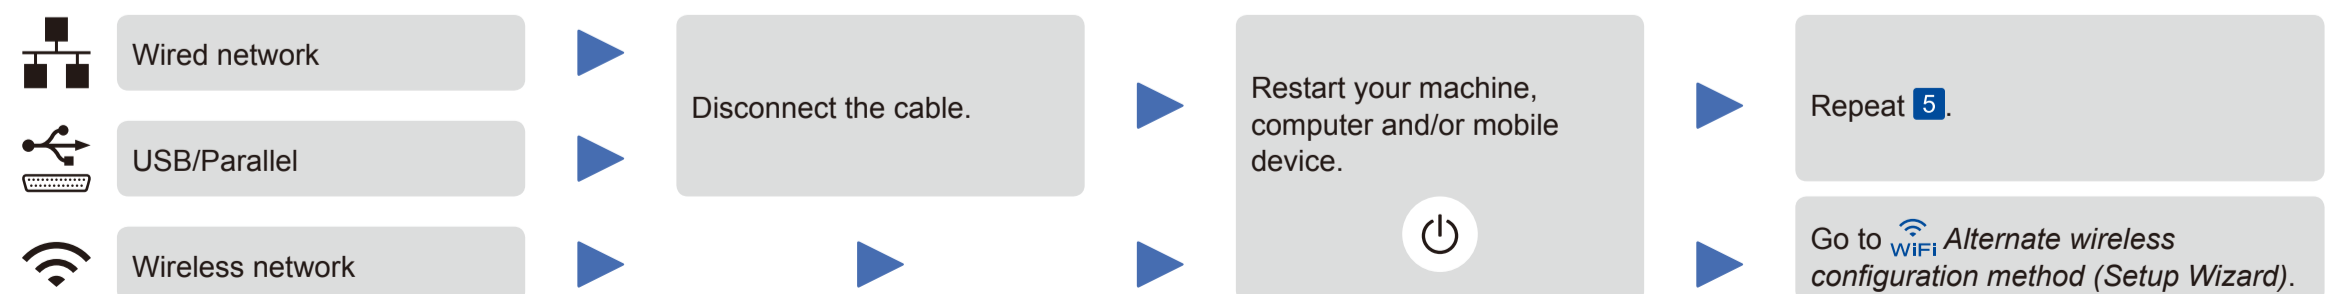 Wired network
USB/Parallel
Wireless network
Disconnect the cable.
Restart your machine,
computer and/or mobile
device.
Repeat 5.
Go to WiFi Alternate wireless
configuration method (Setup Wizard).